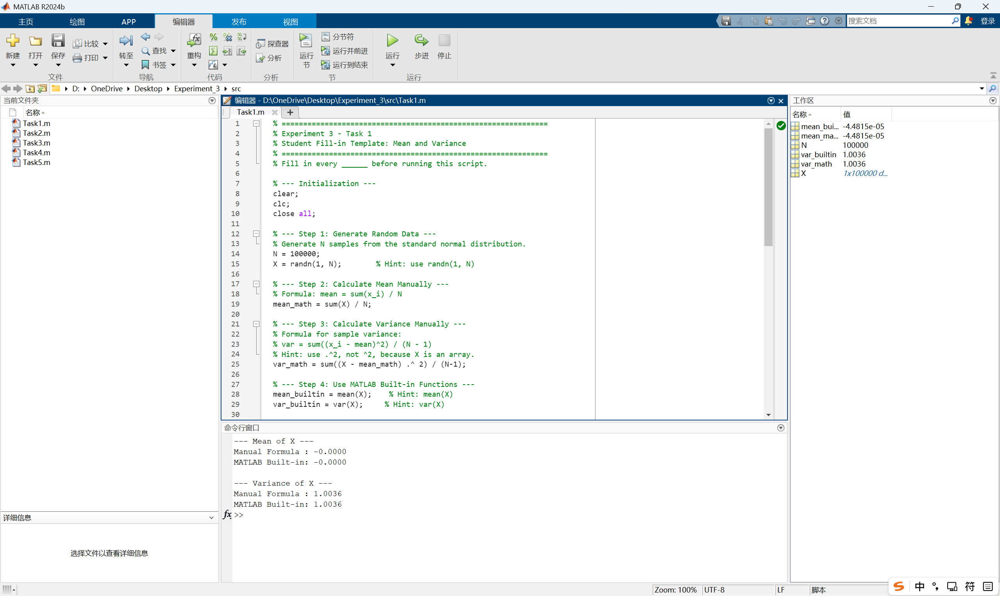 MATLAB R2024b
主页 绘图 APP 编辑器 发布 视图 搜索文档 登录
新建 打开 保存 比较 打印 文件
转至 查找 书签 导航
重构 代码
探查器 分析 分析
运行节 分节符 运行并前进 运行到结束 节
运行 步进 停止 运行
D: OneDrive Desktop Experiment_3 src
当前文件夹
名称
Task1.m
Task2.m
Task3.m
Task4.m
Task5.m
详细信息
选择文件以查看详细信息
编辑器 - D:\OneDrive\Desktop\Experiment_3\src\Task1.m
Task1.m
1 % ==============================================================
2 % Experiment 3 - Task 1
3 % Student Fill-in Template: Mean and Variance
4 % ==============================================================
5 % Fill in every ______ before running this script.
6
7 % --- Initialization ---
8 clear;
9 clc;
10 close all;
11
12 % --- Step 1: Generate Random Data ---
13 % Generate N samples from the standard normal distribution.
14 N = 100000;
15 X = randn(1, N);        % Hint: use randn(1, N)
16
17 % --- Step 2: Calculate Mean Manually ---
18 % Formula: mean = sum(x_i) / N
19 mean_math = sum(X) / N;
20
21 % --- Step 3: Calculate Variance Manually ---
22 % Formula for sample variance:
23 % var = sum((x_i - mean)^2) / (N - 1)
24 % Hint: use .^2, not ^2, because X is an array.
25 var_math = sum((X - mean_math) .^ 2) / (N-1);
26
27 % --- Step 4: Use MATLAB Built-in Functions ---
28 mean_builtin = mean(X);    % Hint: mean(X)
29 var_builtin = var(X);     % Hint: var(X)
30
命令行窗口
--- Mean of X ---
Manual Formula : -0.0000
MATLAB Built-in: -0.0000
--- Variance of X ---
Manual Formula : 1.0036
MATLAB Built-in: 1.0036
fx >>
工作区
名称 值
mean_bui... -4.4815e-05
mean_ma... -4.4815e-05
N 100000
var_builtin 1.0036
var_math 1.0036
X 1x100000 d...
Zoom: 100% UTF-8 LF 脚本
中 符